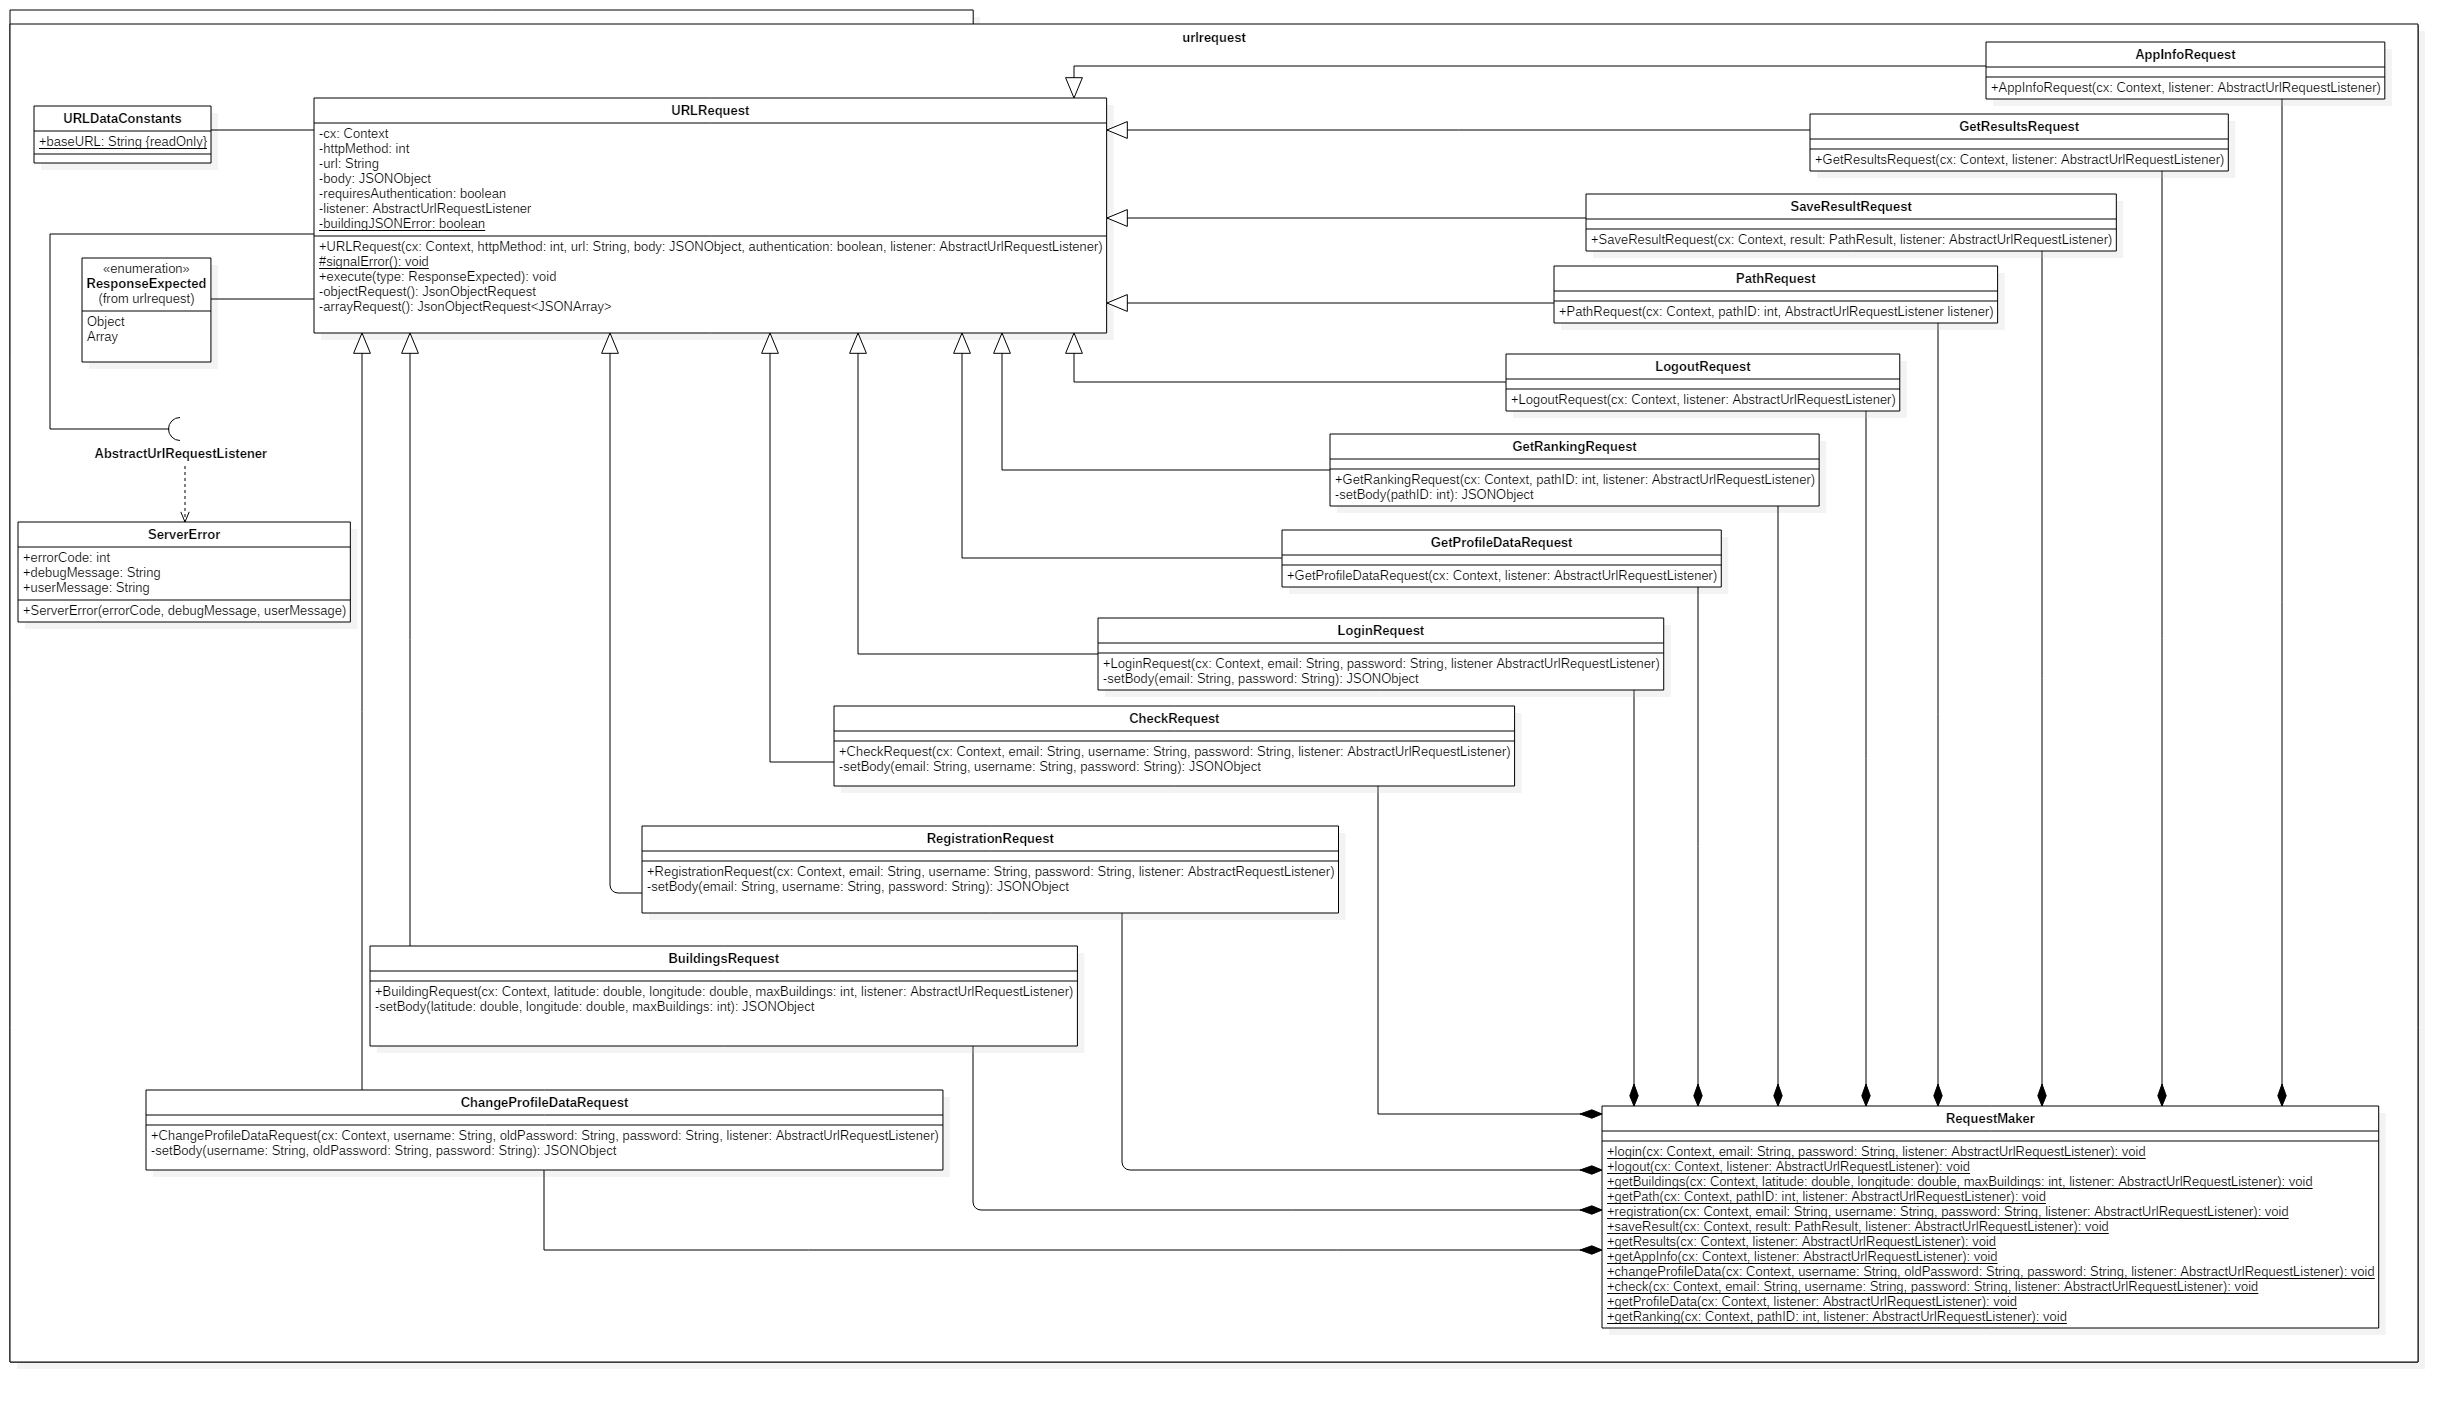 urlrequest
AppInfoRequest
+AppInfoRequest(cx: Context, listener: AbstractUrlRequestListener)
URLDataConstants
+baseURL: String {readOnly}
URLRequest
-cx: Context
-httpMethod: int
-url: String
-body: JSONObject
-requiresAuthentication: boolean
-listener: AbstractUrlRequestListener
-buildingJSONError: boolean
+URLRequest(cx: Context, httpMethod: int, url: String, body: JSONObject, authentication: boolean, listener: AbstractUrlRequestListener)
#signalError(): void
+execute(type: ResponseExpected): void
-objectRequest(): JsonObjectRequest
-arrayRequest(): JsonObjectRequest<JSONArray>
GetResultsRequest
+GetResultsRequest(cx: Context, listener: AbstractUrlRequestListener)
SaveResultRequest
+SaveResultRequest(cx: Context, result: PathResult, listener: AbstractUrlRequestListener)
«enumeration»
ResponseExpected
(from urlrequest)
Object
Array
PathRequest
+PathRequest(cx: Context, pathID: int, AbstractUrlRequestListener listener)
LogoutRequest
+LogoutRequest(cx: Context, listener: AbstractUrlRequestListener)
AbstractUrlRequestListener
GetRankingRequest
+GetRankingRequest(cx: Context, pathID: int, listener: AbstractUrlRequestListener)
-setBody(pathID: int): JSONObject
ServerError
+errorCode: int
+debugMessage: String
+userMessage: String
+ServerError(errorCode, debugMessage, userMessage)
GetProfileDataRequest
+GetProfileDataRequest(cx: Context, listener: AbstractUrlRequestListener)
LoginRequest
+LoginRequest(cx: Context, email: String, password: String, listener AbstractUrlRequestListener)
-setBody(email: String, password: String): JSONObject
CheckRequest
+CheckRequest(cx: Context, email: String, username: String, password: String, listener: AbstractUrlRequestListener)
-setBody(email: String, username: String, password: String): JSONObject
RegistrationRequest
+RegistrationRequest(cx: Context, email: String, username: String, password: String, listener: AbstractRequestListener)
-setBody(email: String, username: String, password: String): JSONObject
BuildingsRequest
+BuildingRequest(cx: Context, latitude: double, longitude: double, maxBuildings: int, listener: AbstractUrlRequestListener)
-setBody(latitude: double, longitude: double, maxBuildings: int): JSONObject
ChangeProfileDataRequest
+ChangeProfileDataRequest(cx: Context, username: String, oldPassword: String, password: String, listener: AbstractUrlRequestListener)
-setBody(username: String, oldPassword: String, password: String): JSONObject
RequestMaker
+login(cx: Context, email: String, password: String, listener: AbstractUrlRequestListener): void
+logout(cx: Context, listener: AbstractUrlRequestListener): void
+getBuildings(cx: Context, latitude: double, longitude: double, maxBuildings: int, listener: AbstractUrlRequestListener): void
+getPath(cx: Context, pathID: int, listener: AbstractUrlRequestListener): void
+registration(cx: Context, email: String, username: String, password: String, listener: AbstractUrlRequestListener): void
+saveResult(cx: Context, result: PathResult, listener: AbstractUrlRequestListener): void
+getResults(cx: Context, listener: AbstractUrlRequestListener): void
+getAppInfo(cx: Context, listener: AbstractUrlRequestListener): void
+changeProfileData(cx: Context, username: String, oldPassword: String, password: String, listener: AbstractUrlRequestListener): void
+check(cx: Context, email: String, username: String, password: String, listener: AbstractUrlRequestListener): void
+getProfileData(cx: Context, listener: AbstractUrlRequestListener): void
+getRanking(cx: Context, pathID: int, listener: AbstractUrlRequestListener): void